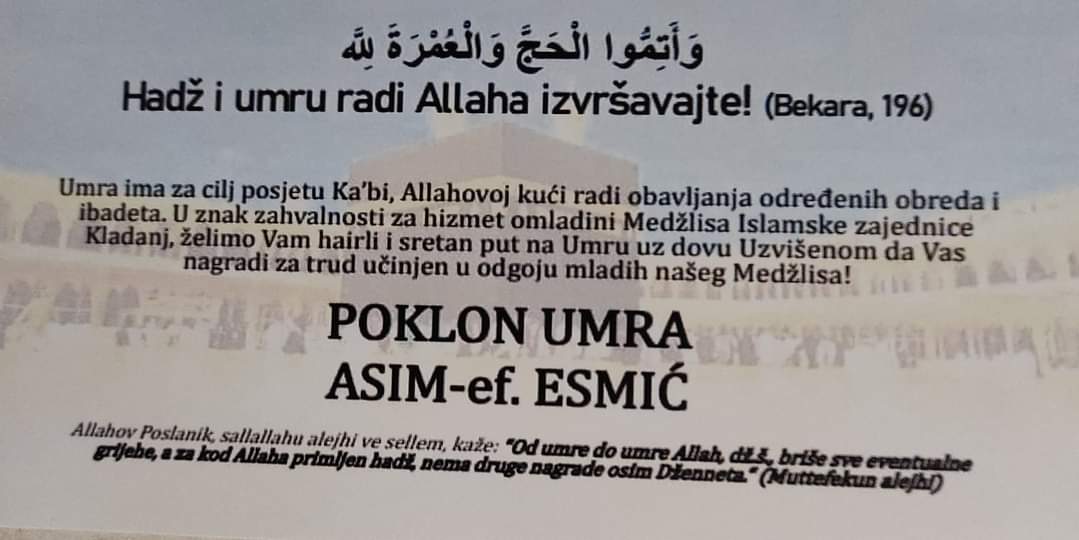 وَأَتِمُّوا الْحَجَّ وَالْعُمْرَةَ لِلَّهِ
Hadž i umru radi Allaha izvršavajte! (Bekara, 196)
Umra ima za cilj posjetu Ka'bi, Allahovoj kući radi obavljanja određenih obreda i
ibadeta. U znak zahvalnosti za hizmet omladini Medžlisa Islamske zajednice
Kladanj, želimo Vam hairli i sretan put na Umru uz dovu Uzvišenom da Vas
nagradi za trud učinjen u odgoju mladih našeg Medžlisa!
POKLON UMRA
ASIM-ef. ESMIĆ
Allahov Poslanik, sallallahu alejhi ve sellem, kaže: "Od umre do umre Allah, dž.š., briše sve eventualne
grijehe, a za kod Allaha primljen hadž, nema druge nagrade osim Dženneta." (Muttefekun alejhi)